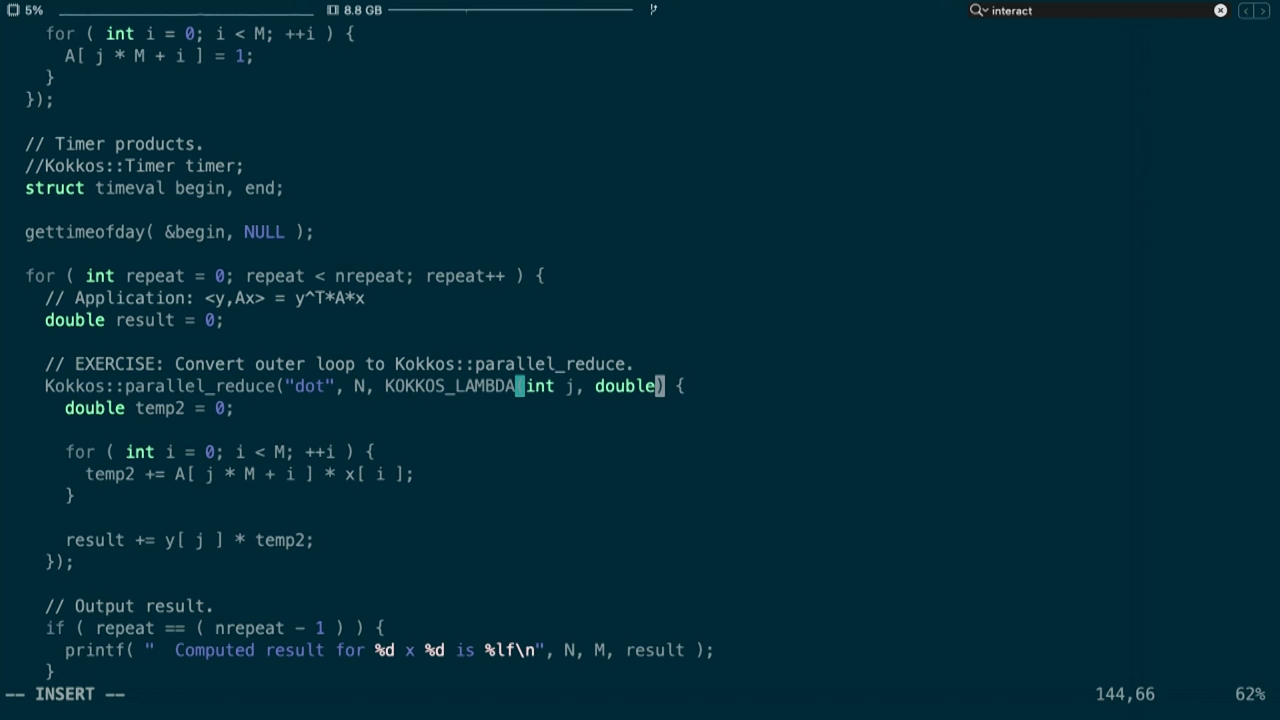 5% 8.8 GB interact
for ( int i = 0; i < M; ++i ) {
A[ j * M + i ] = 1;
}
});
// Timer products.
//Kokkos::Timer timer;
struct timeval begin, end;
gettimeofday( &begin, NULL );
for ( int repeat = 0; repeat < nrepeat; repeat++ ) {
// Application: <y,Ax> = y^T*A*x
double result = 0;
// EXERCISE: Convert outer loop to Kokkos::parallel_reduce.
Kokkos::parallel_reduce("dot", N, KOKKOS_LAMBDA(int j, double) {
double temp2 = 0;
for ( int i = 0; i < M; ++i ) {
temp2 += A[ j * M + i ] * x[ i ];
}
result += y[ j ] * temp2;
});
// Output result.
if ( repeat == ( nrepeat - 1 ) ) {
printf( "  Computed result for %d x %d is %lf\n", N, M, result );
}
-- INSERT -- 144,66 62%